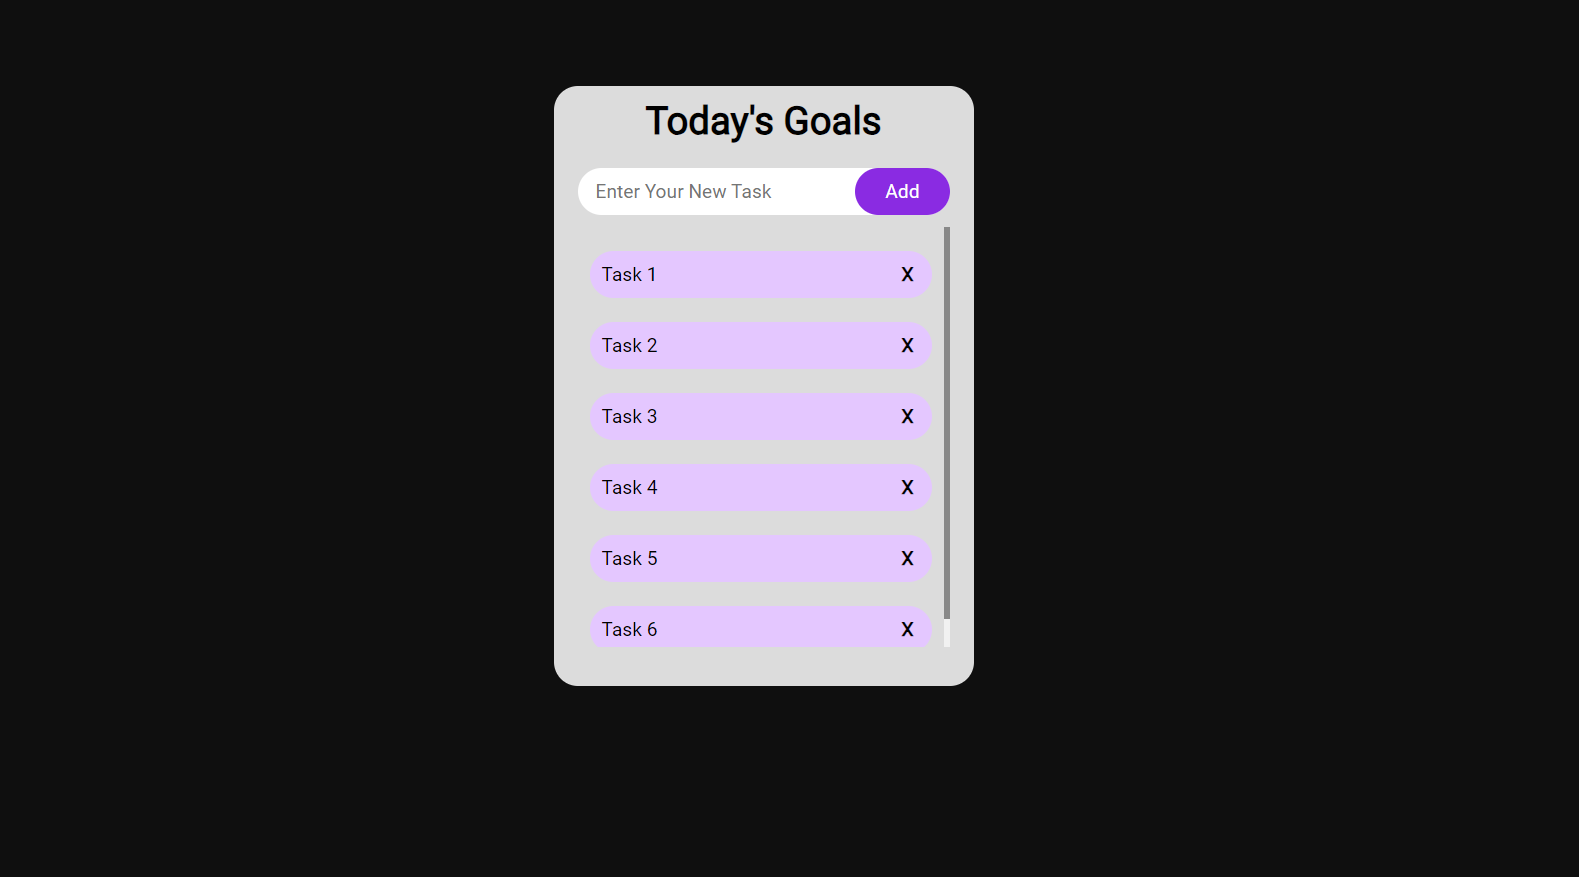 Today's Goals
Enter Your New Task Add
Task 1 X
Task 2 X
Task 3 X
Task 4 X
Task 5 X
Task 6 X